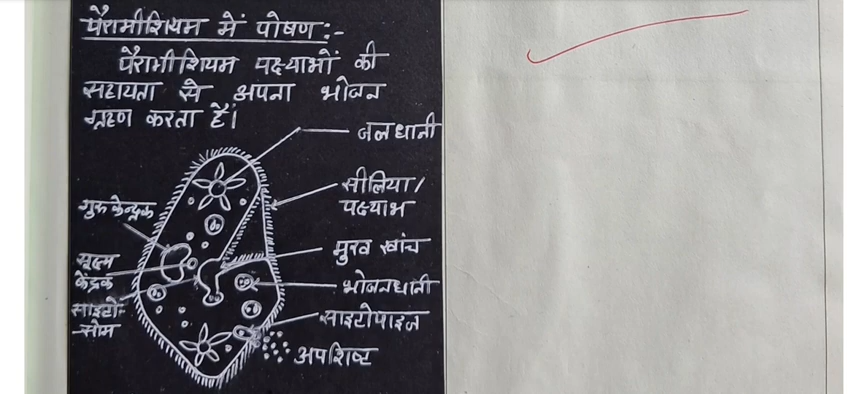 पैरामीशियम में पोषण :-
पैरामीशियम पक्ष्याभों की
सहायता से अपना भोजन
ग्रहण करता है।
जलधानी
सीलिया/
पक्ष्याभ
गुरू केन्द्रक
मुख खांच
सूक्ष्म
केंद्रक
भोजनधानी
साइटो-
-सोम
साइटोपाइज
अपशिष्ट